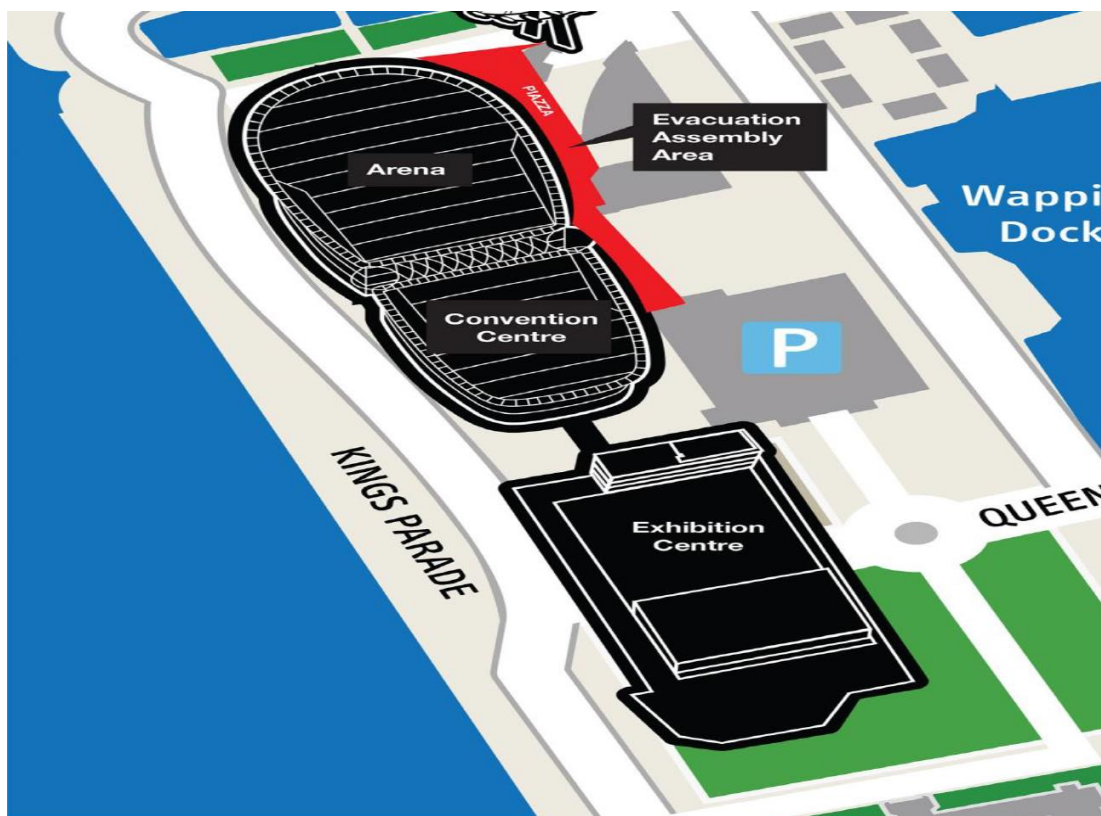 PIAZZA
Evacuation
Assembly
Area
Arena
Wappi
Dock
Convention
Centre
P
KINGS PARADE
QUEEN
Exhibition
Centre